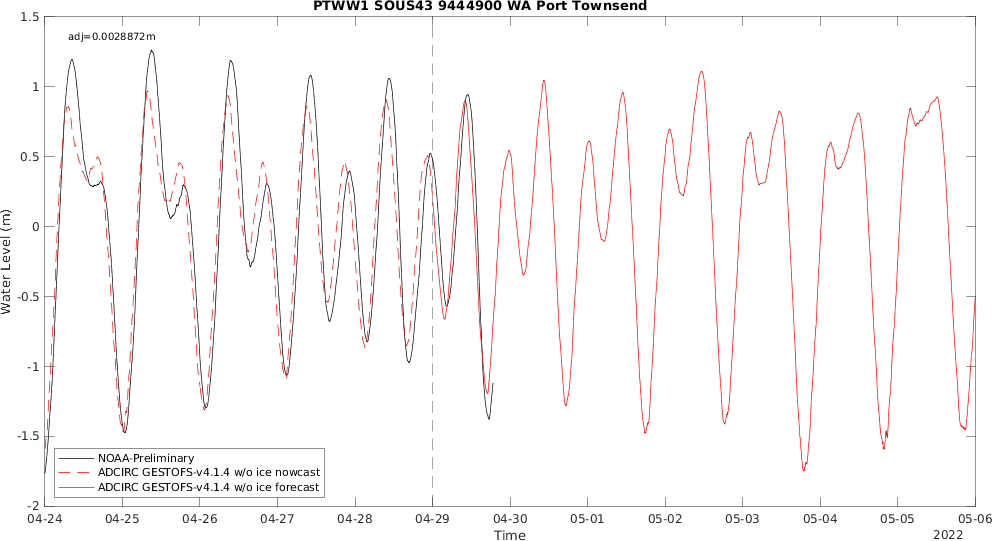 PTWW1 SOUS43 9444900 WA Port Townsend
adj=0.0028872m
1.5
1
0.5
0
-0.5
-1
-1.5
-2
Water Level (m)
NOAA-Preliminary
ADCIRC GESTOFS-v4.1.4 w/o ice nowcast
ADCIRC GESTOFS-v4.1.4 w/o ice forecast
04-24 04-25 04-26 04-27 04-28 04-29 04-30 05-01 05-02 05-03 05-04 05-05 05-06
Time
2022